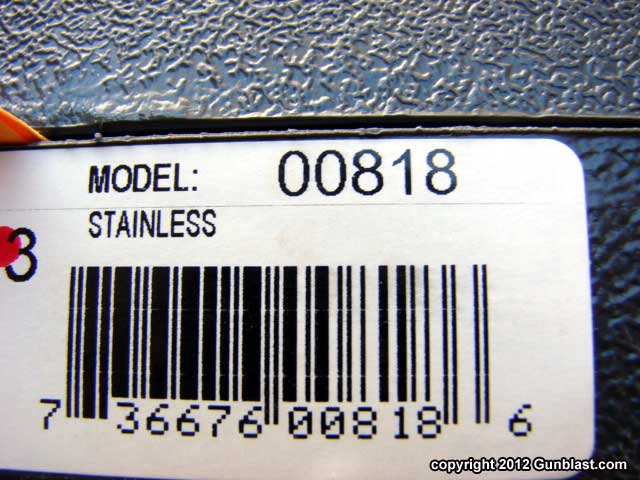 MODEL: 00818
STAINLESS
3
7 36676 00818 6
copyright 2012 Gunblast.com